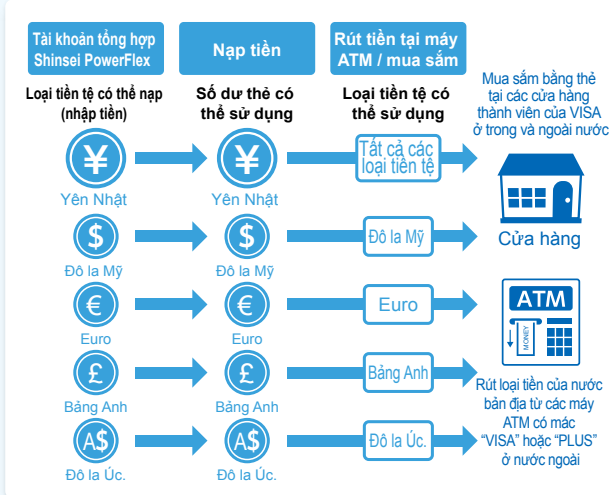 Tài khoản tổng hợp
Shinsei PowerFlex
Nạp tiền
Rút tiền tại máy
ATM / mua sắm
Loại tiền tệ có thể nạp
(nhập tiền)
Số dư thẻ có
thể sử dụng
Loại tiền tệ có
thể sử dụng
Mua sắm bằng thẻ
tại các cửa hàng
thành viên của VISA
ở trong và ngoài nước
¥
¥
Tất cả các
loại tiên tệ
Yên Nhật
Yên Nhật
Cửa hàng
$
$
Đô la Mỹ
Đô la Mỹ
Đô la Mỹ
€
€
Euro
Euro
Euro
ATM
MONEY
£
£
Bảng Anh
Bảng Anh
Bảng Anh
Rút loại tiền của nước
bản địa từ các máy
ATM có mác
“VISA” hoặc “PLUS”
ở nước ngoài
A$
A$
Đô la Úc.
Đô la Úc.
Đô la Úc.